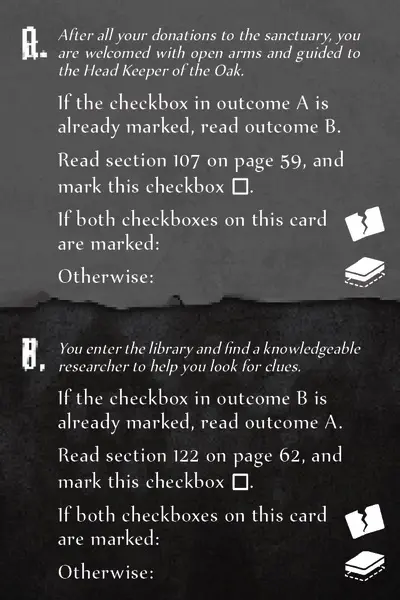 A. After all your donations to the sanctuary, you
are welcomed with open arms and guided to
the Head Keeper of the Oak.
If the checkbox in outcome A is
already marked, read outcome B.
Read section 107 on page 59, and
mark this checkbox ☐.
If both checkboxes on this card
are marked:
Otherwise:
B. You enter the library and find a knowledgeable
researcher to help you look for clues.
If the checkbox in outcome B is
already marked, read outcome A.
Read section 122 on page 62, and
mark this checkbox ☐.
If both checkboxes on this card
are marked:
Otherwise: